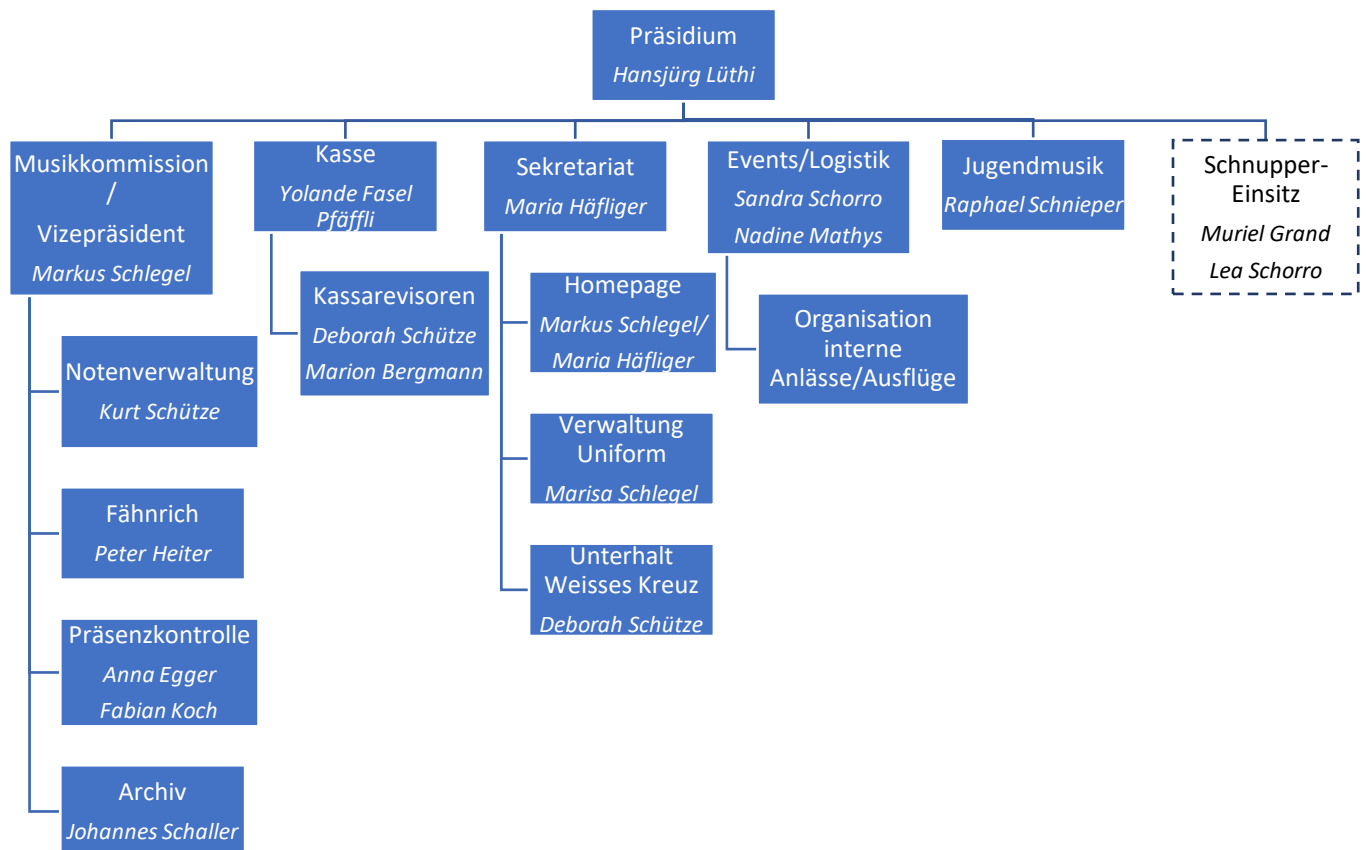 Präsidium
Hansjürg Lüthi
Musikkommission
/
Vizepräsident
Markus Schlegel
Kasse
Yolande Fasel
Pfäffli
Sekretariat
Maria Häfliger
Events/Logistik
Sandra Schorro
Nadine Mathys
Jugendmusik
Raphael Schnieper
Schnupper-
Einsitz
Muriel Grand
Lea Schorro
Notenverwaltung
Kurt Schütze
Fähnrich
Peter Heiter
Präsenzkontrolle
Anna Egger
Fabian Koch
Archiv
Johannes Schaller
Kassarevisoren
Deborah Schütze
Marion Bergmann
Homepage
Markus Schlegel/
Maria Häfliger
Verwaltung
Uniform
Marisa Schlegel
Unterhalt
Weisses Kreuz
Deborah Schütze
Organisation
interne
Anlässe/Ausflüge